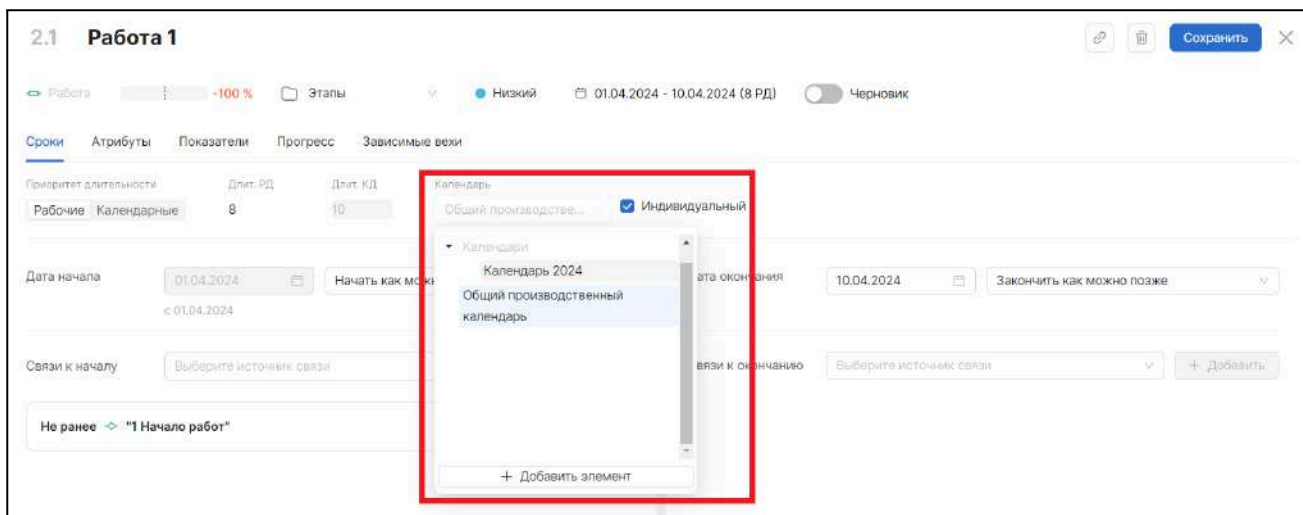 2.1 Работа 1 Сохранить
Работа -100 % Этапы Низкий 01.04.2024 - 10.04.2024 (8 РД) Черновик
Сроки Атрибуты Показатели Прогресс Зависимые вехи
Приоритет длительности Длит. РД Длит. КД Календарь
Рабочие Календарные 8 10 Общий производстве... Индивидуальный
Календари
Календарь 2024
Общий производственный
календарь
+ Добавить элемент
Дата начала 01.04.2024 Начать как можн ата окончания 10.04.2024 Закончить как можно позже
с 01.04.2024
Связи к началу Выберите источник связи вязи к окончанию Выберите источник связи + Добавить
Не ранее "1 Начало работ"